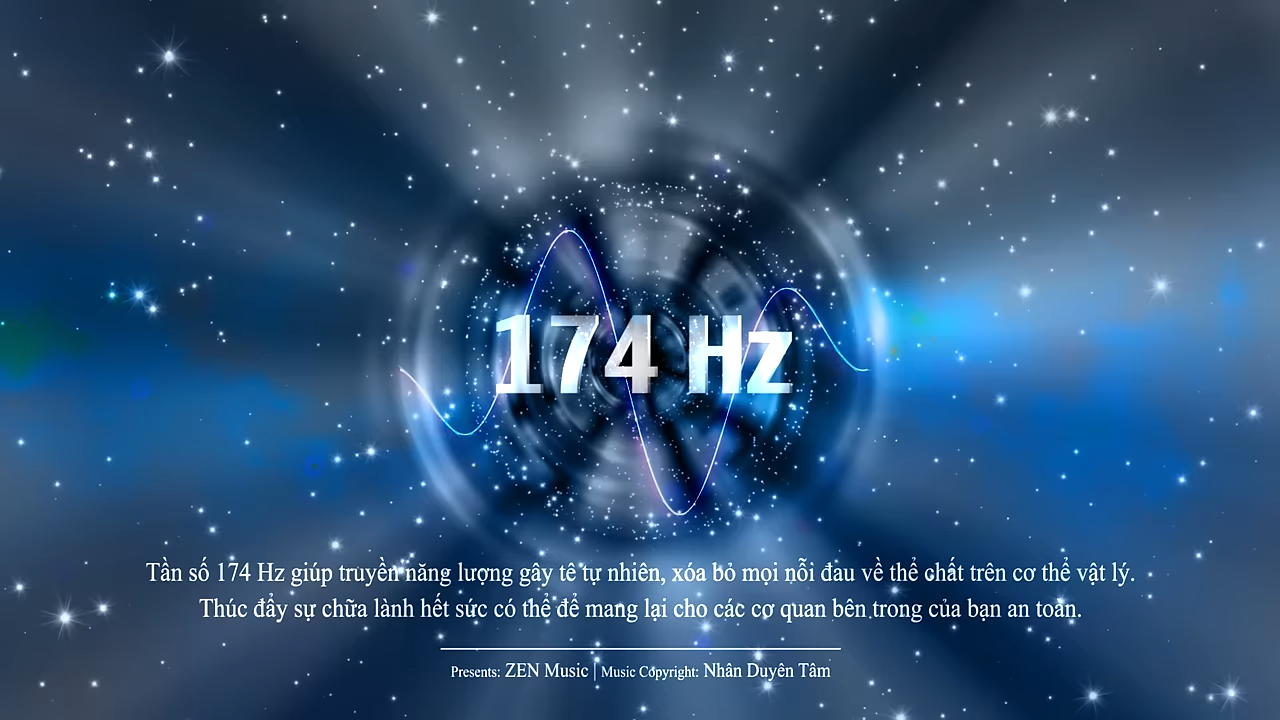 174 Hz
Tần số 174 Hz giúp truyền năng lượng gây tê tự nhiên, xóa bỏ mọi nỗi đau về thể chất trên cơ thể vật lý.
Thúc đẩy sự chữa lành hết sức có thể để mang lại cho các cơ quan bên trong của bạn an toàn.
Presents: ZEN Music | Music Copyright: Nhân Duyên Tâm